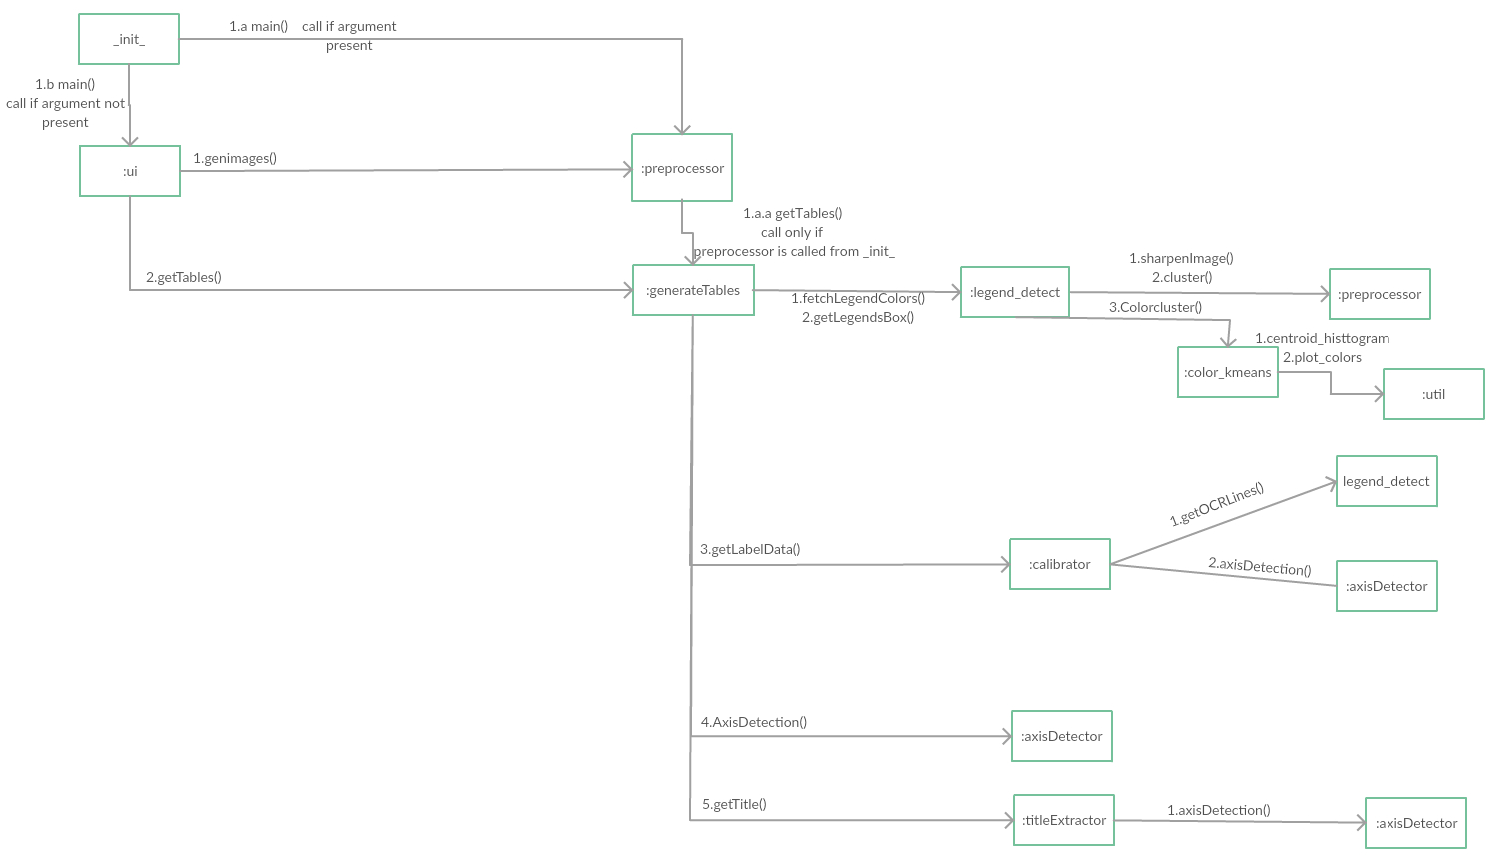 _init_
1.a main()    call if argument
present
1.b main()
call if argument not
present
:ui
1.genimages()
:preprocessor
1.a.a getTables()
call only if
preprocessor is called from _init_
2.getTables()
:generateTables
1.fetchLegendColors()
2.getLegendsBox()
:legend_detect
1.sharpenImage()
2.cluster()
:preprocessor
3.Colorcluster()
:color_kmeans
1.centroid_histtogram
2.plot_colors
:util
3.getLabelData()
:calibrator
1.getOCRLines()
legend_detect
2.axisDetection()
:axisDetector
4.AxisDetection()
:axisDetector
5.getTitle()
:titleExtractor
1.axisDetection()
:axisDetector